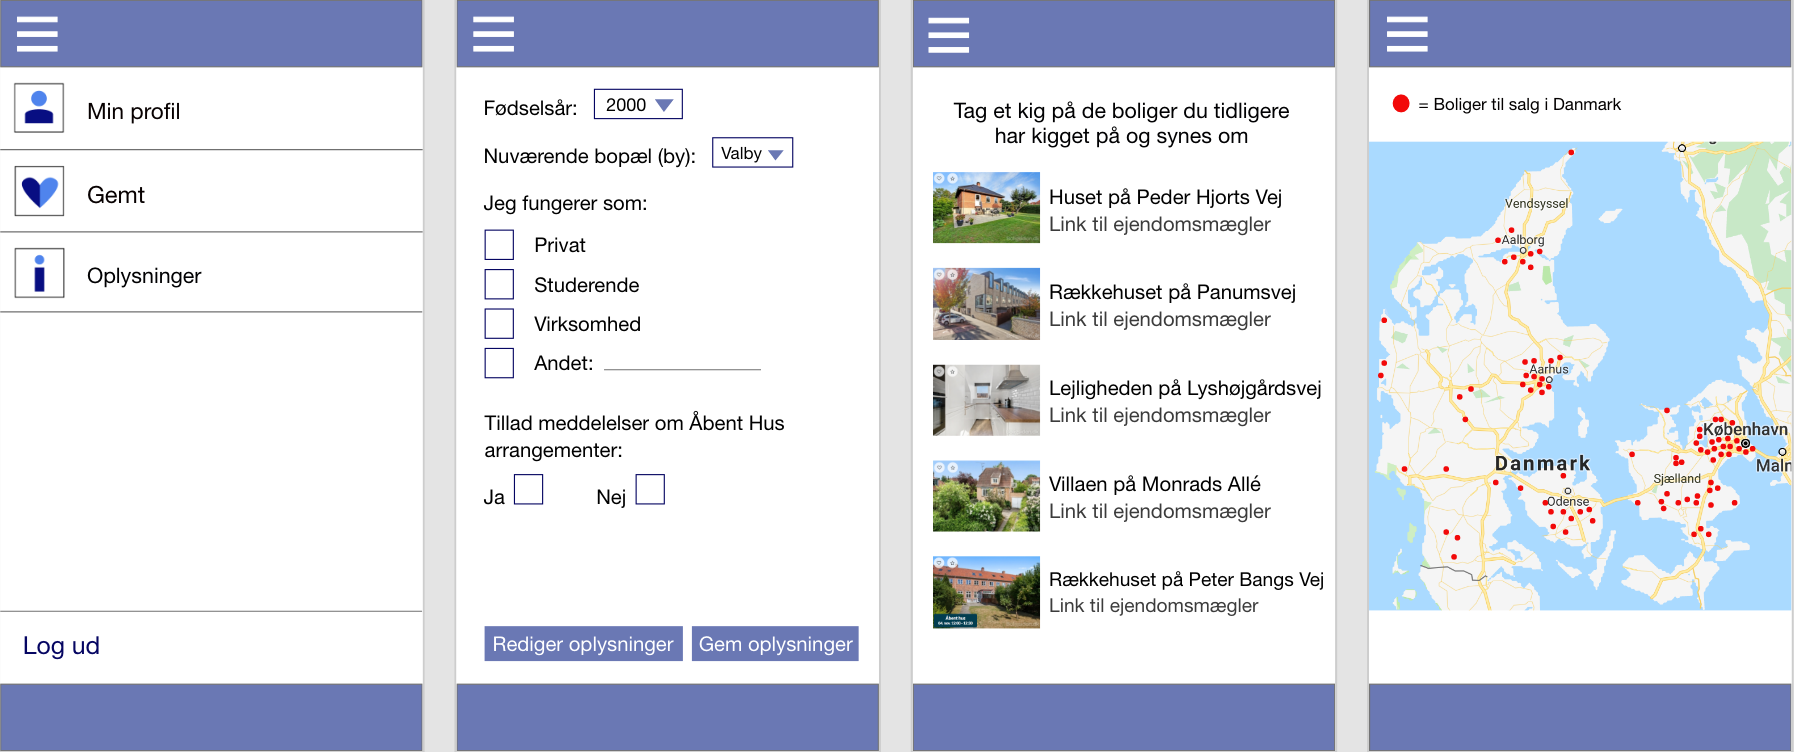 Min profil
Gemt
Oplysninger
Log ud
Fødselsår: 2000
Nuværende bopæl (by): Valby
Jeg fungerer som:
Privat
Studerende
Virksomhed
Andet:
Tillad meddelelser om Åbent Hus
arrangementer:
Ja Nej
Rediger oplysninger Gem oplysninger
Tag et kig på de boliger du tidligere
har kigget på og synes om
Huset på Peder Hjorts Vej
Link til ejendomsmægler
Rækkehuset på Panumsvej
Link til ejendomsmægler
Lejligheden på Lyshøjgårdsvej
Link til ejendomsmægler
Villaen på Monrads Allé
Link til ejendomsmægler
Rækkehuset på Peter Bangs Vej
Link til ejendomsmægler
Åbent hus
= Boliger til salg i Danmark
Vendsyssel
Aalborg
Aarhus
København
Danmark
Maln
Sjælland
Odense